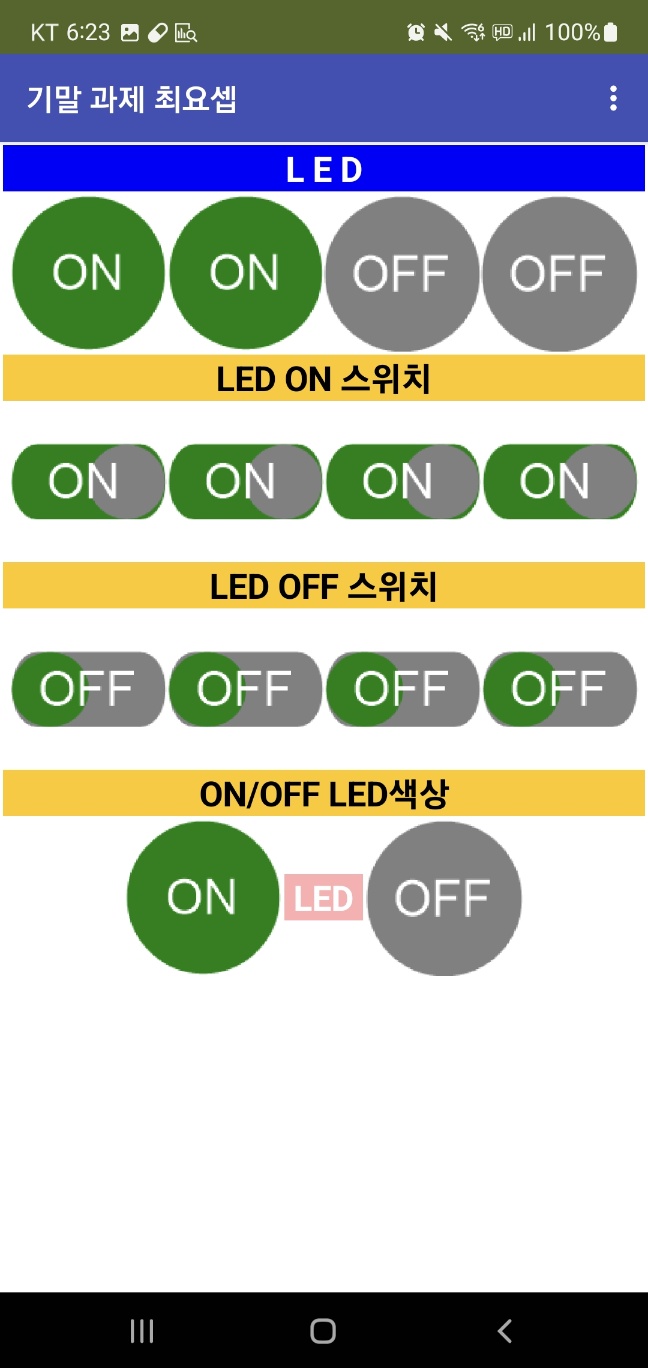 KT 6:23 HD 100%
기말 과제 최요셉
L E D
ON ON OFF OFF
LED ON 스위치
ON ON ON ON
LED OFF 스위치
OFF OFF OFF OFF
ON/OFF LED색상
ON LED OFF